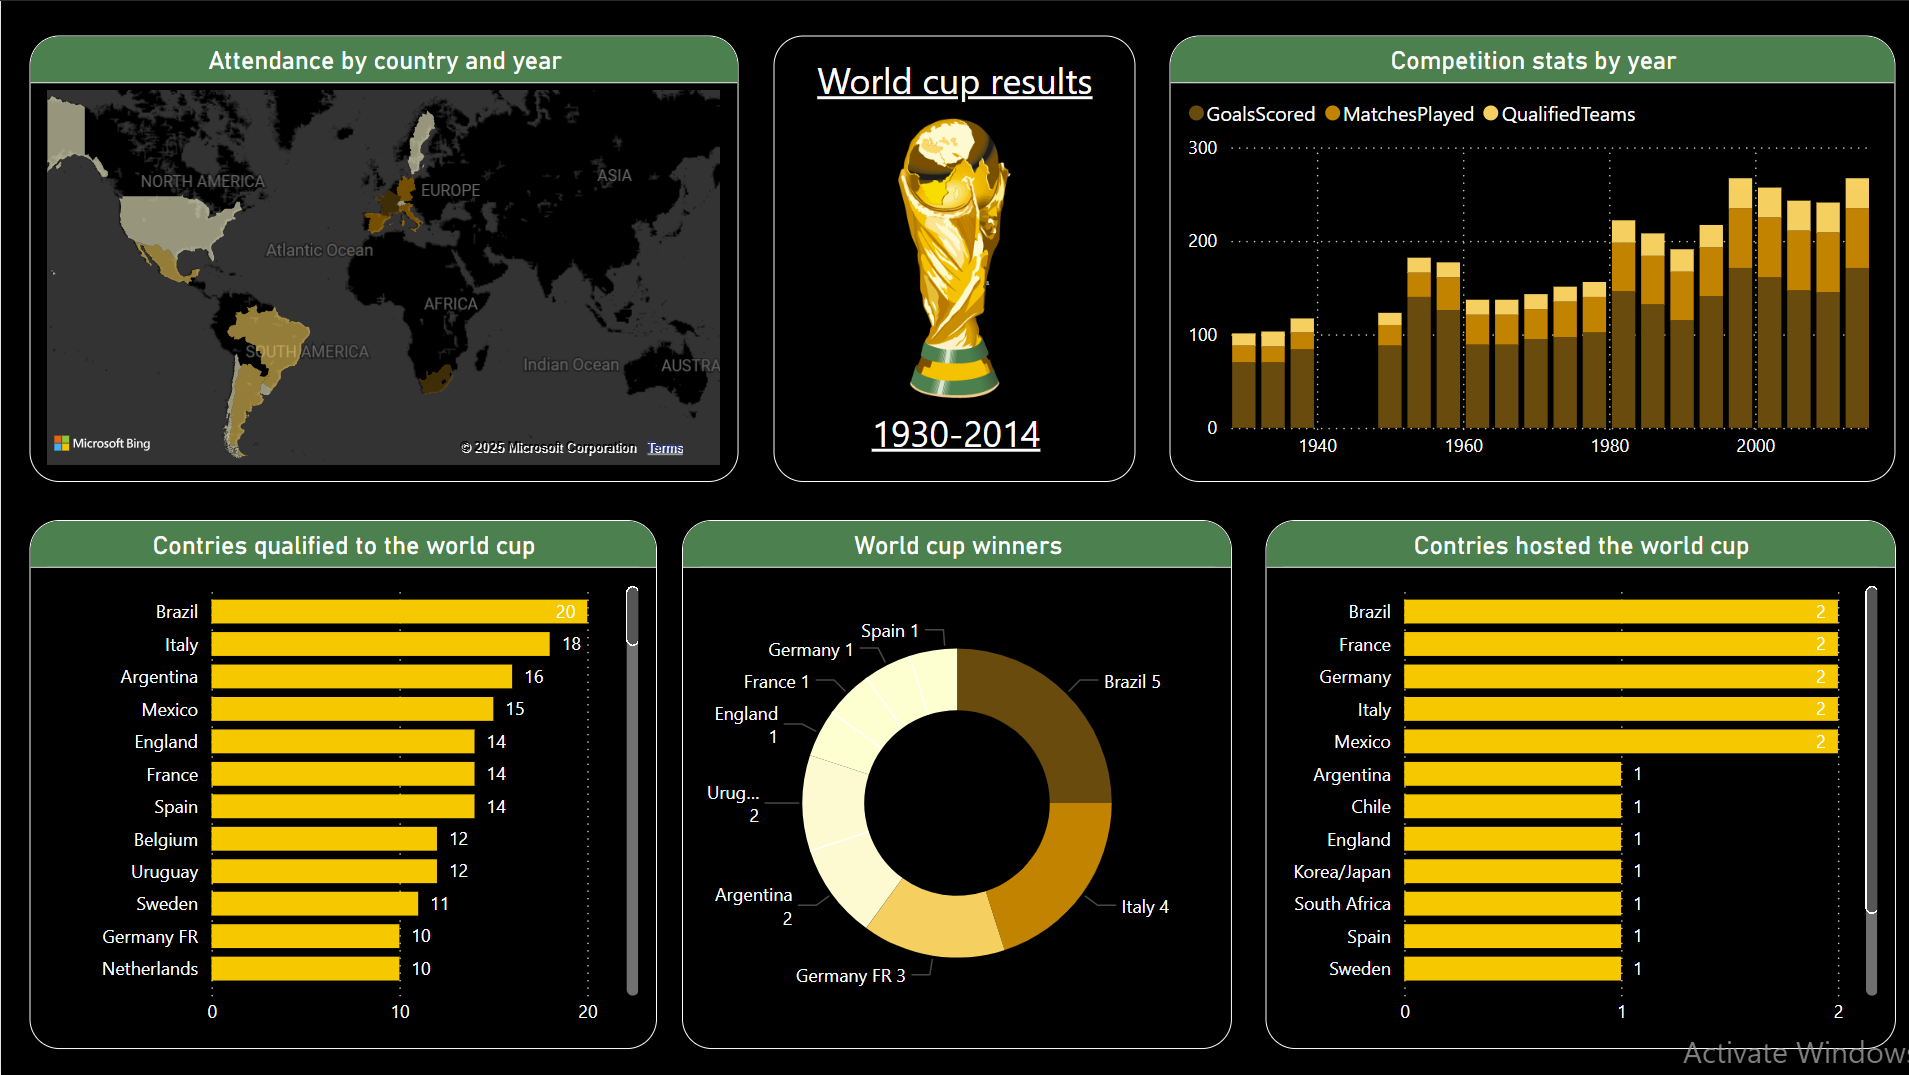 Attendance by country and year
NORTH AMERICA
EUROPE
ASIA
Atlantic Ocean
AFRICA
SOUTH AMERICA
Indian Ocean
AUSTRA
Microsoft Bing
© 2025 Microsoft Corporation Terms
World cup results
1930-2014
Competition stats by year
GoalsScored MatchesPlayed QualifiedTeams
300
200
100
0
1940 1960 1980 2000
Contries qualified to the world cup
Brazil 20
Italy 18
Argentina 16
Mexico 15
England 14
France 14
Spain 14
Belgium 12
Uruguay 12
Sweden 11
Germany FR 10
Netherlands 10
0 10 20
World cup winners
Spain 1
Germany 1
France 1
England
1
Urug...
2
Argentina
2
Germany FR 3
Italy 4
Brazil 5
Contries hosted the world cup
Brazil 2
France 2
Germany 2
Italy 2
Mexico 2
Argentina 1
Chile 1
England 1
Korea/Japan 1
South Africa 1
Spain 1
Sweden 1
0 1 2
Activate Windows